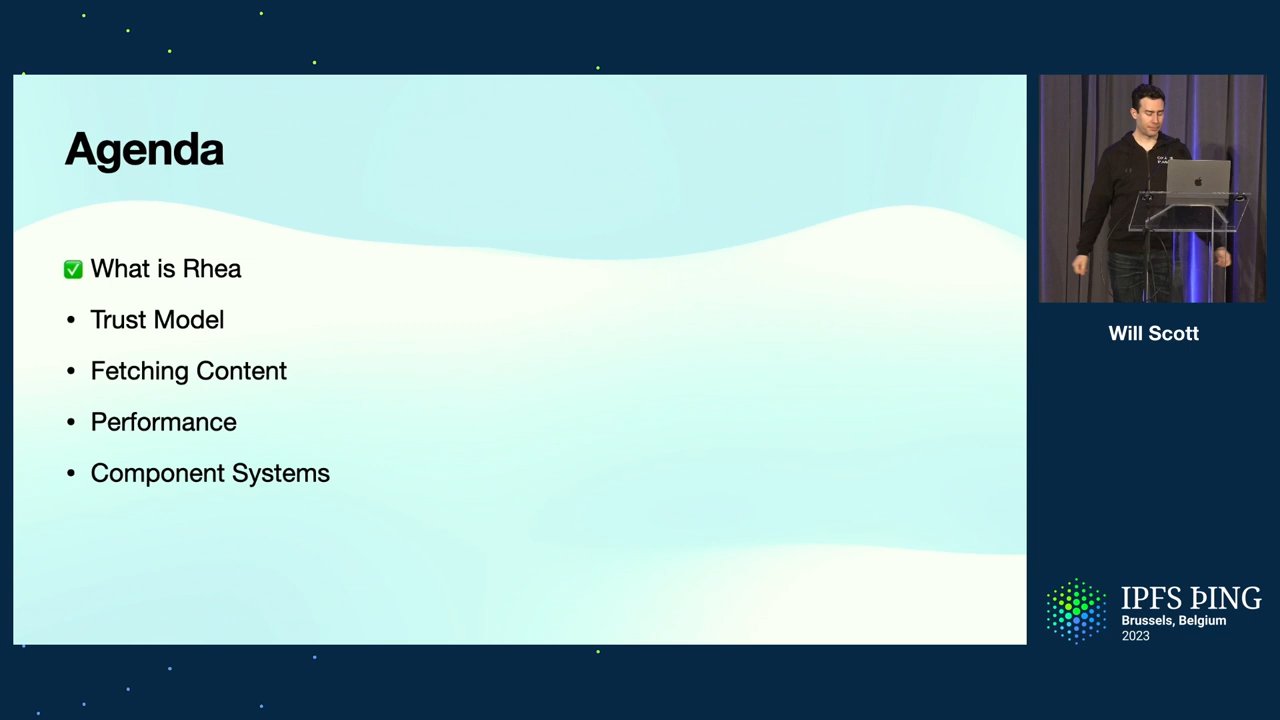 Agenda
✅ What is Rhea
• Trust Model
• Fetching Content
• Performance
• Component Systems
Will Scott
IPFS ÞING
Brussels, Belgium
2023